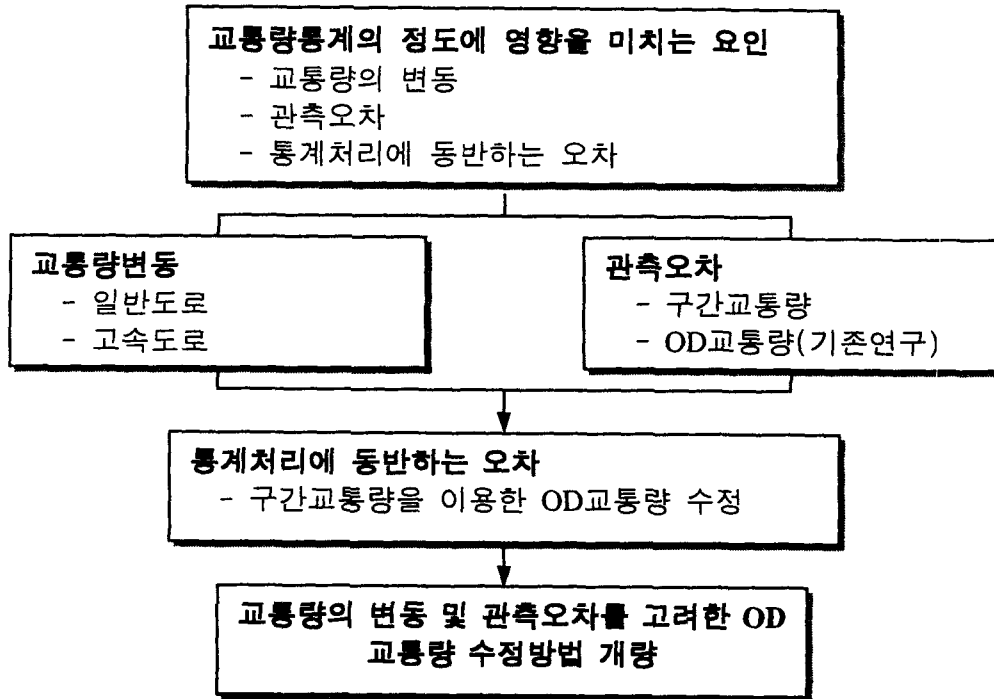 교통량통계의 정도에 영향을 미치는 요인
- 교통량의 변동
- 관측오차
- 통계처리에 동반하는 오차
교통량변동
- 일반도로
- 고속도로
관측오차
- 구간교통량
- OD교통량(기존연구)
통계처리에 동반하는 오차
- 구간교통량을 이용한 OD교통량 수정
교통량의 변동 및 관측오차를 고려한 OD
교통량 수정방법 개량